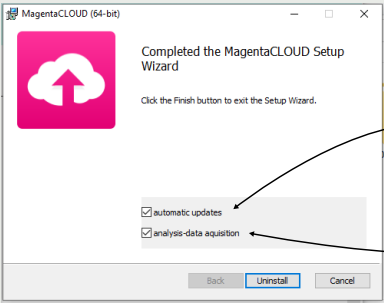 MagentaCLOUD (64-bit)
Completed the MagentaCLOUD Setup
Wizard
Click the Finish button to exit the Setup Wizard.
automatic updates
analysis-data aquisition
Back
Uninstall
Cancel